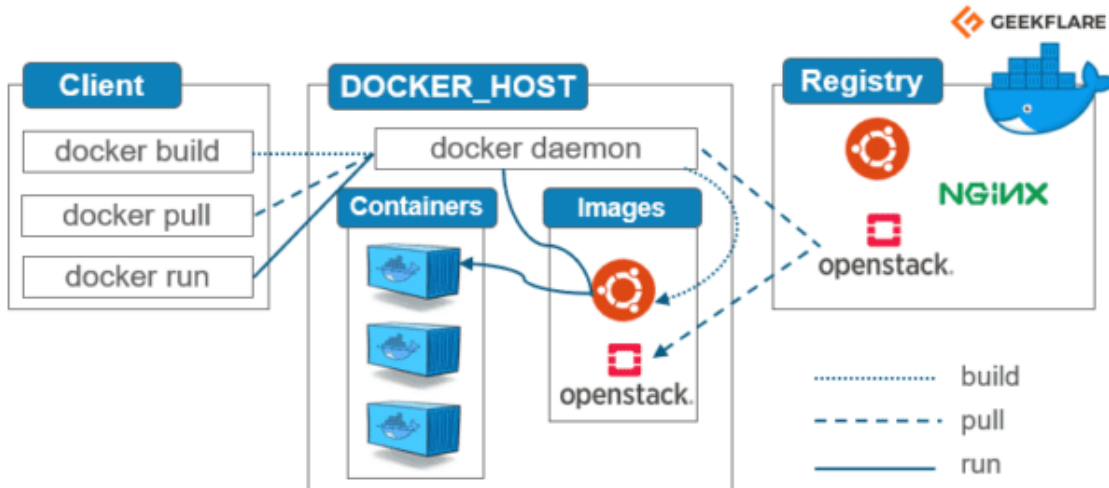 GEEKFLARE
Client
docker build
docker pull
docker run
DOCKER_HOST
docker daemon
Containers
Images
openstack.
Registry
NGiNX
openstack.
build
pull
run